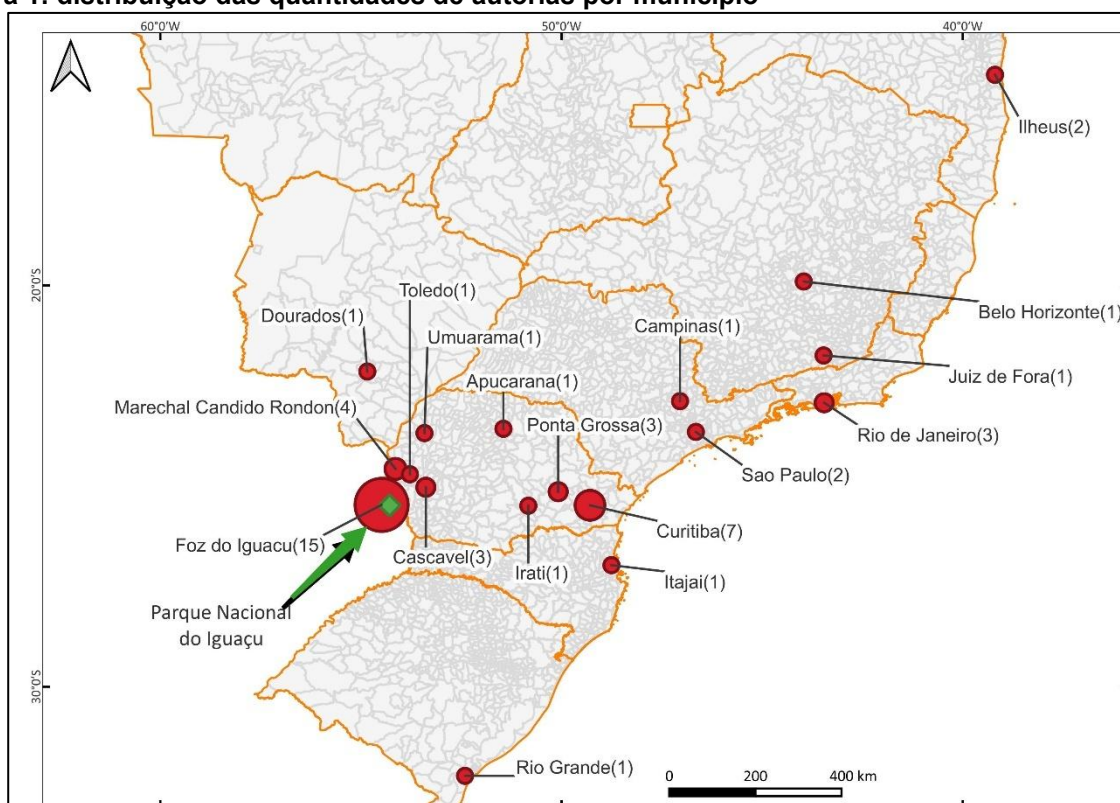 a 1: distribuição das quantidades de autorias por município
60°0'W
50°0'W
40°0'W
Ilheus(2)
20°0'S
Toledo(1)
Dourados(1)
Belo Horizonte(1)
Campinas(1)
Umuarama(1)
Juiz de Fora(1)
Apucarana(1)
Marechal Candido Rondon(4)
Ponta Grossa(3)
Rio de Janeiro(3)
Sao Paulo(2)
Curitiba(7)
Foz do Iguacu(15)
Cascavel(3)
Irati(1)
Itajai(1)
Parque Nacional
do Iguaçu
30°0'S
Rio Grande(1)
0 200 400 km